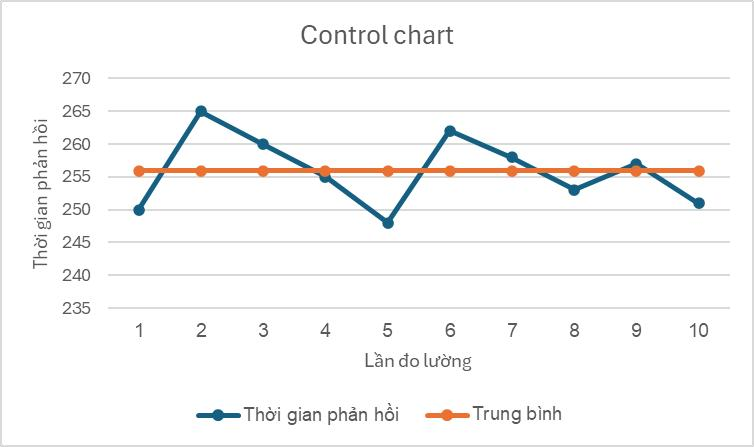 Control chart
Thời gian phản hồi
270
265
260
255
250
245
240
235
1 2 3 4 5 6 7 8 9 10
Lần đo lường
Thời gian phản hồi Trung bình